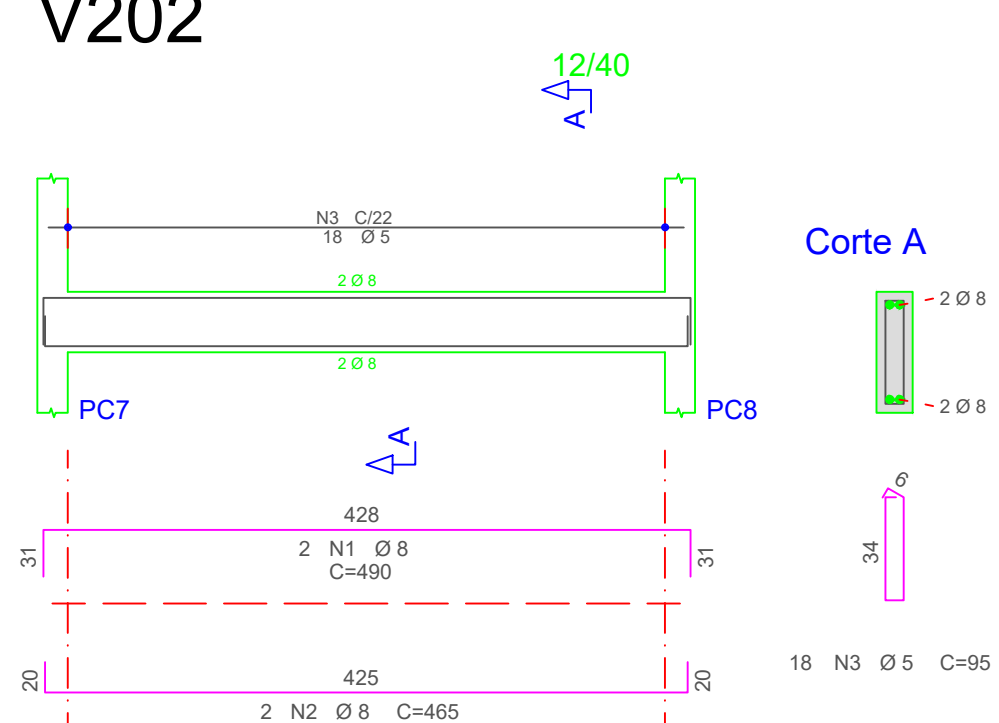 V202
12/40
A
N3 C/22
18 Ø 5
2 Ø 8
2 Ø 8
PC7
PC8
A
Corte A
2 Ø 8
2 Ø 8
428
31
31
2 N1 Ø 8
C=490
425
20
20
2 N2 Ø 8 C=465
6
34
18 N3 Ø 5 C=95